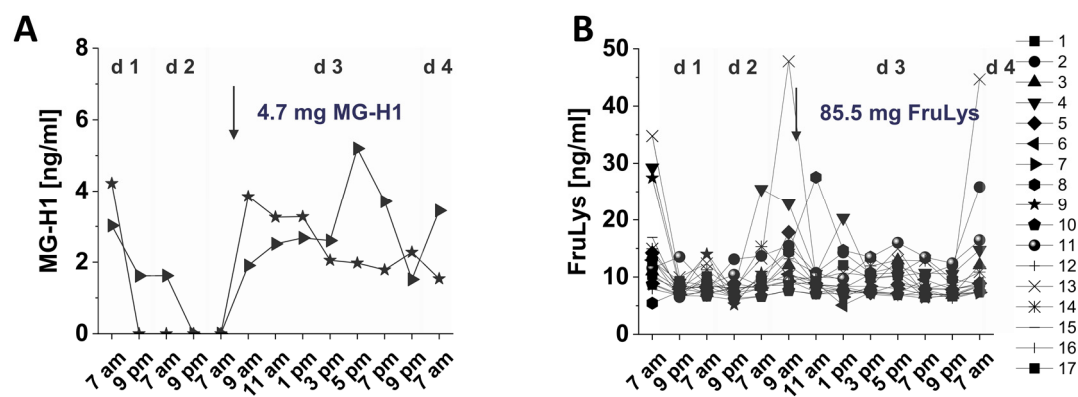 A
8
6
4
2
0
MG-H1 [ng/ml]
d 1
d 2
d 3
d 4
4.7 mg MG-H1
7 am
9 pm
7 am
9 pm
7 am
9 am
11 am
1 pm
3 pm
5 pm
7 pm
9 pm
7 am
B
50
40
30
20
10
0
FruLys [ng/ml]
d 1
d 2
d 3
d 4
85.5 mg FruLys
7 am
9 pm
7 am
9 pm
7 am
9 am
11 am
1 pm
3 pm
5 pm
7 pm
9 pm
7 am
1
2
3
4
5
6
7
8
9
10
11
12
13
14
15
16
17